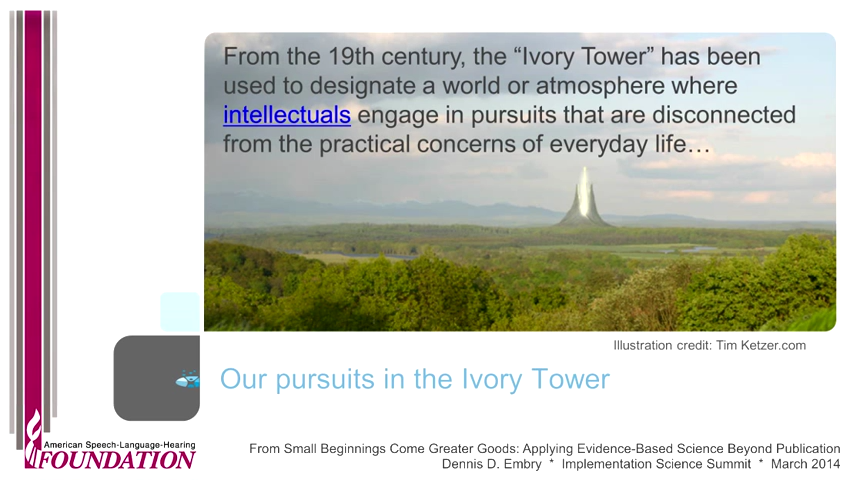 From the 19th century, the “Ivory Tower” has been
used to designate a world or atmosphere where
intellectuals engage in pursuits that are disconnected
from the practical concerns of everyday life…
Illustration credit: Tim Ketzer.com
Our pursuits in the Ivory Tower
American Speech-Language-Hearing
FOUNDATION
From Small Beginnings Come Greater Goods: Applying Evidence-Based Science Beyond Publication
Dennis D. Embry * Implementation Science Summit * March 2014